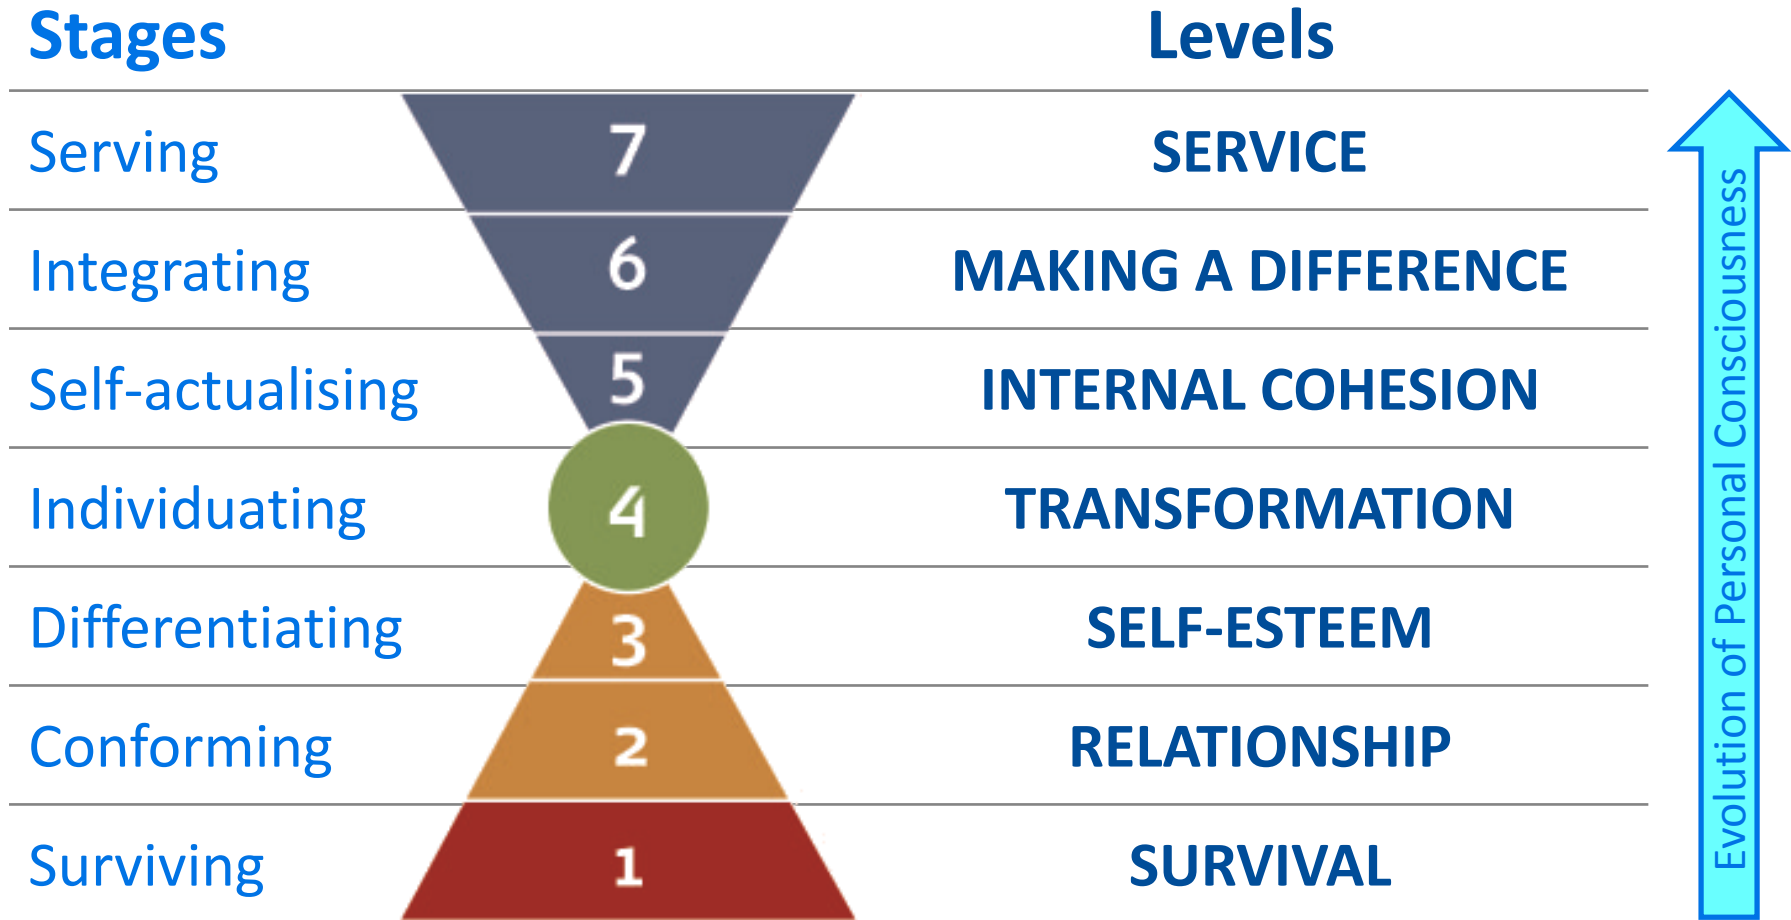 Stages Levels
Serving 7 SERVICE
Integrating 6 MAKING A DIFFERENCE
Self-actualising 5 INTERNAL COHESION
Individuating 4 TRANSFORMATION
Differentiating 3 SELF-ESTEEM
Conforming 2 RELATIONSHIP
Surviving 1 SURVIVAL
Evolution of Personal Consciousness